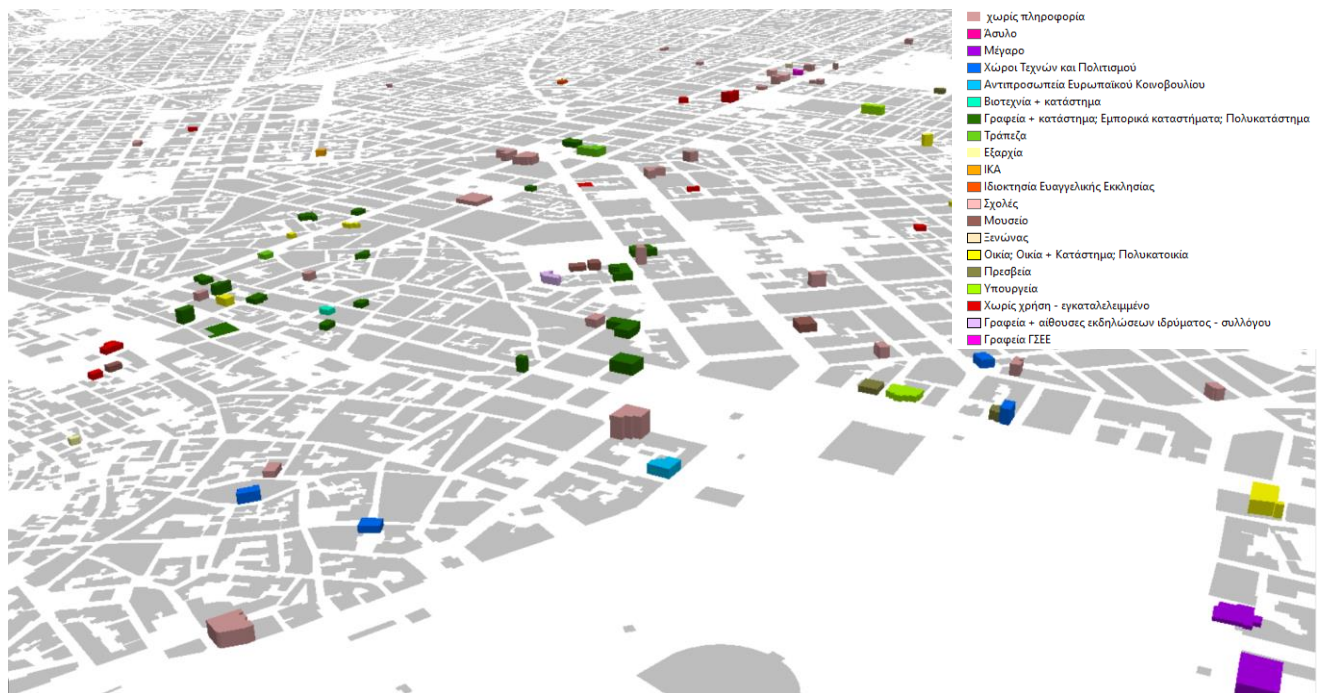 χωρίς πληροφορία
Άσυλο
Μέγαρο
Χώροι Τεχνών και Πολιτισμού
Αντιπροσωπεία Ευρωπαϊκού Κοινοβουλίου
Βιοτεχνία + κατάστημα
Γραφεία + κατάστημα; Εμπορικά καταστήματα; Πολυκατάστημα
Τράπεζα
Εξαρχία
ΙΚΑ
Ιδιοκτησία Ευαγγελικής Εκκλησίας
Σχολές
Μουσείο
Ξενώνας
Οικία; Οικία + Κατάστημα; Πολυκατοικία
Πρεσβεία
Υπουργεία
Χωρίς χρήση - εγκαταλελειμμένο
Γραφεία + αίθουσες εκδηλώσεων ιδρύματος - συλλόγου
Γραφεία ΓΣΕΕ